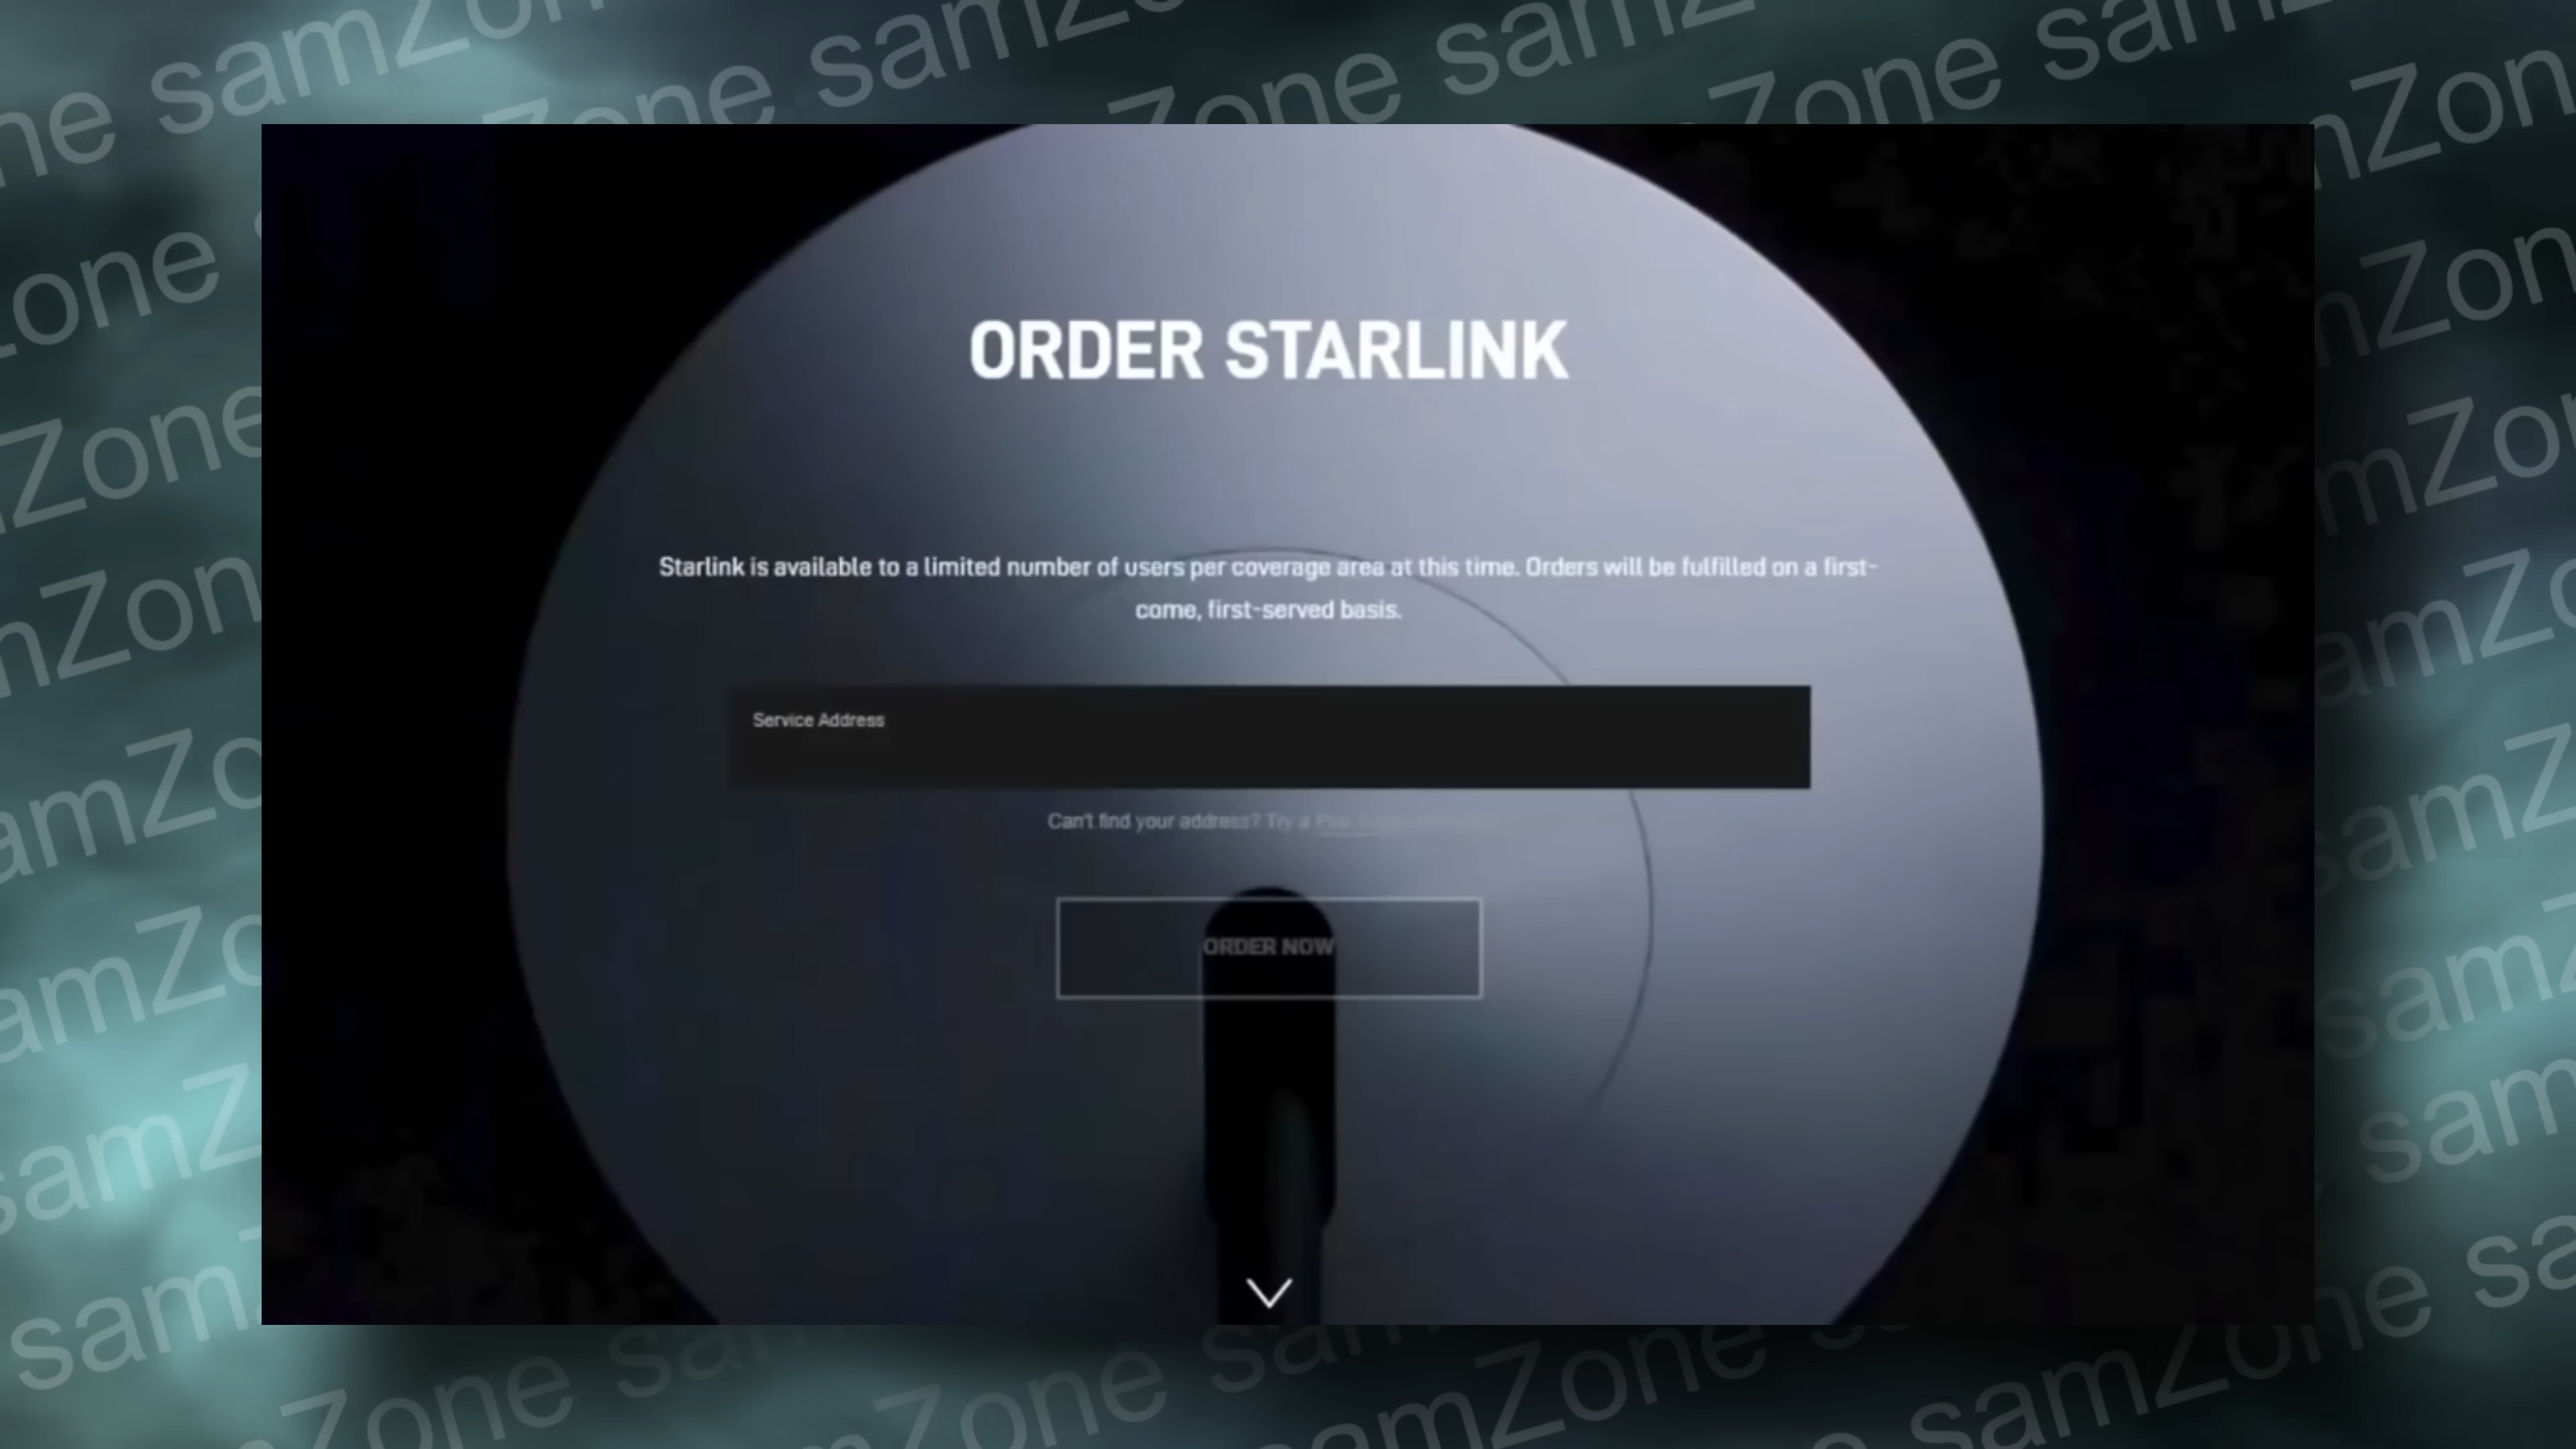 ORDER STARLINK
Starlink is available to a limited number of users per coverage area at this time. Orders will be fulfilled on a first-
come, first-served basis.
Service Address
Can't find your address? Try a
ORDER NOW
samZone